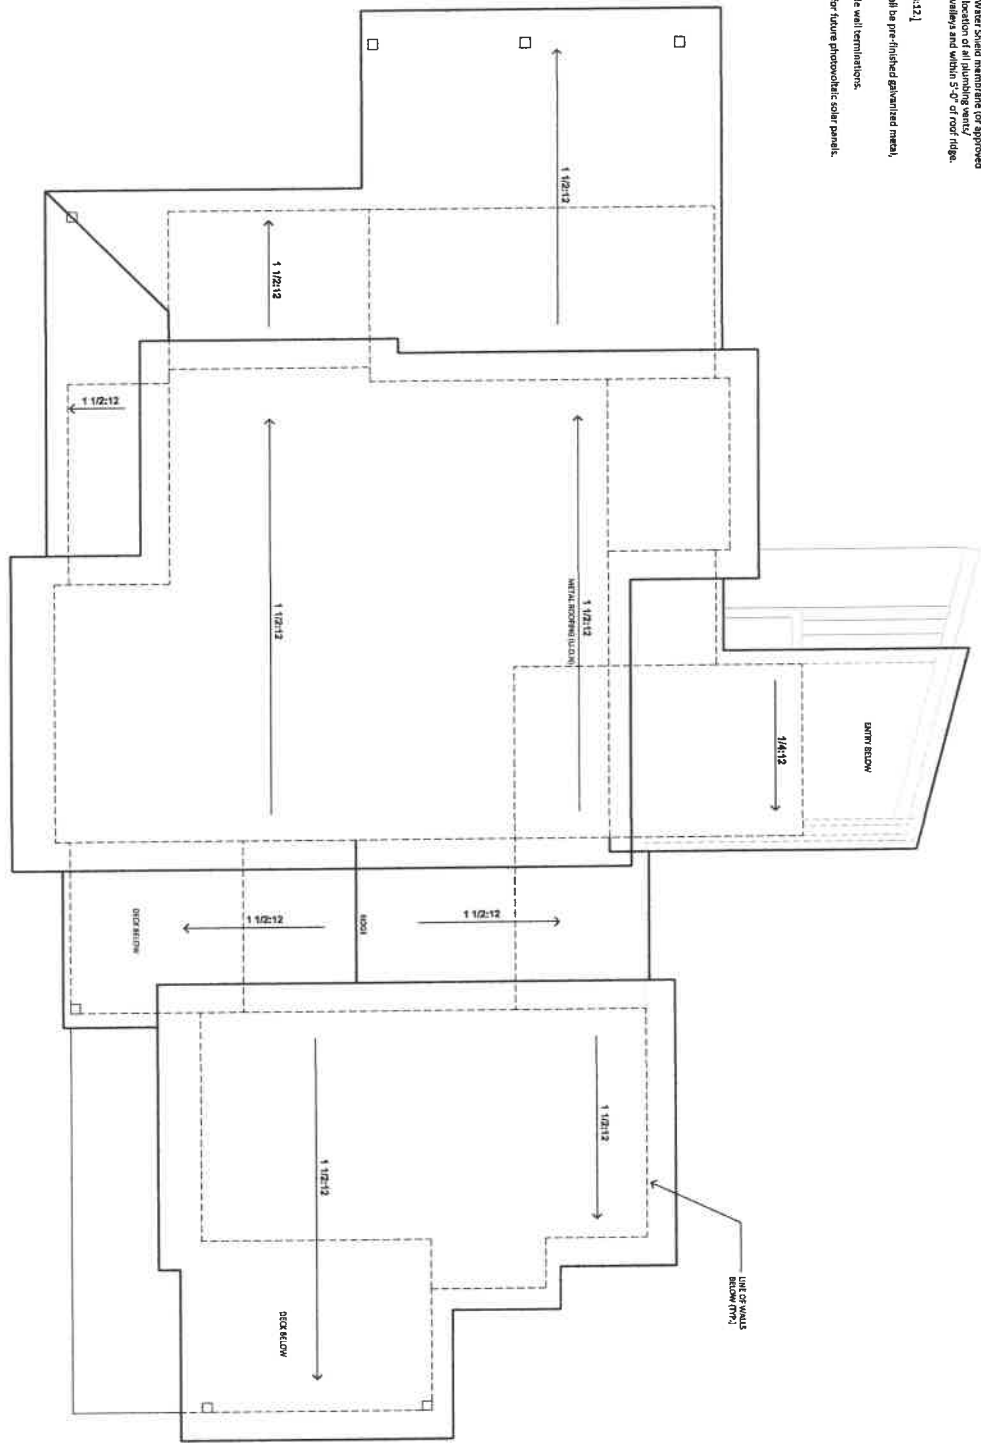 Water Shield membrane (or approved
location of all plumbing vents/
valleys and within 5'-0" of roof ridge.
:12.]
ll be pre-finished galvanized metal,
le wall terminations.
for future photovoltaic solar panels.
1 1/2:12
1 1/2:12
1 1/2:12
1 1/2:12
1 1/2:12
METAL ROOFING (U.O.N)
1/4:12
ENTRY BELOW
DECK BELOW
1 1/2:12
RIDGE
1 1/2:12
1 1/2:12
1 1/2:12
DECK BELOW
LINE OF WALLS
BELOW (TYP.)